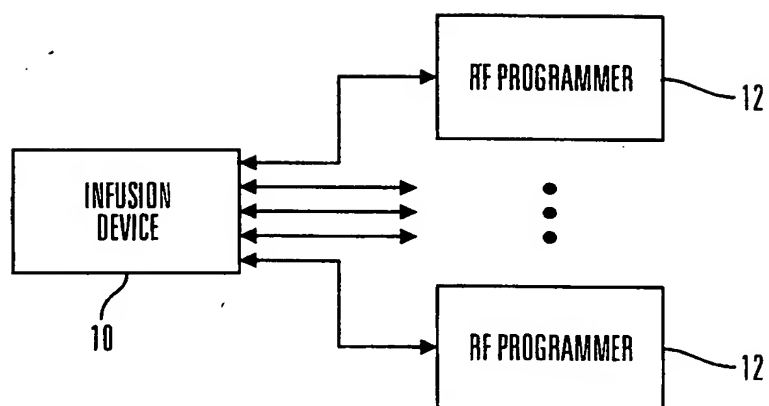 RF PROGRAMMER
12
INFUSION
DEVICE
10
RF PROGRAMMER
12